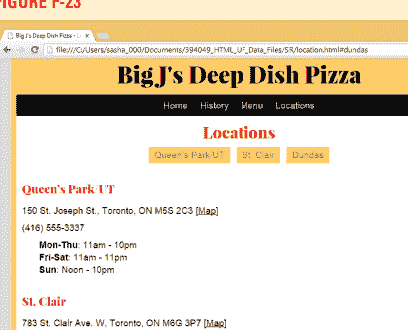 FIGURE F-23
Big J's Deep Dish Pizza - L
file:///C:/Users/sasha_000/Documents/394049_HTML_UF_Data_Files/SR/location.html#dundas
Big J's Deep Dish Pizza
Home History Menu Locations
Locations
Queen's Park/UT St. Clair Dundas
Queen's Park/UT
150 St. Joseph St., Toronto, ON M5S 2C3 [Map]
(416) 555-3337
Mon-Thu: 11am - 10pm
Fri-Sat: 11am - 11pm
Sun: Noon - 10pm
St. Clair
783 St. Clair Ave. W, Toronto, ON M6G 3P7 [Map]